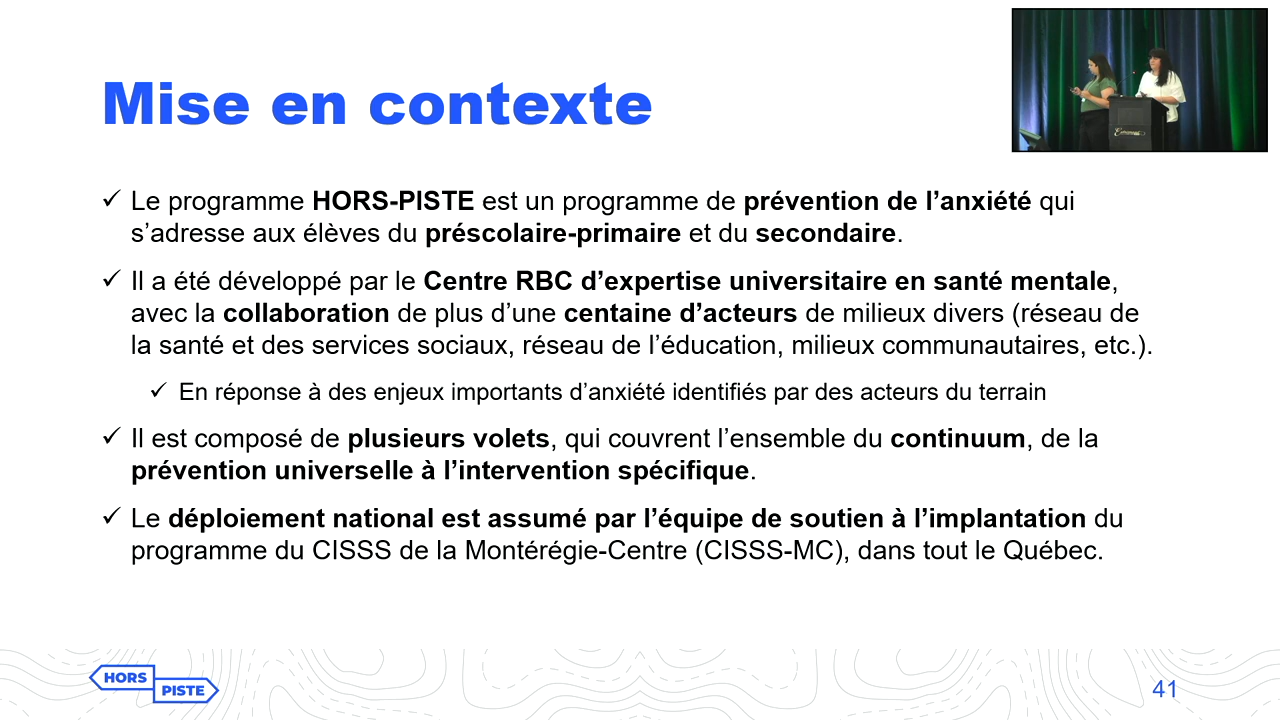 Mise en contexte
✓ Le programme HORS-PISTE est un programme de prévention de l’anxiété qui
s’adresse aux élèves du préscolaire-primaire et du secondaire.
✓ Il a été développé par le Centre RBC d’expertise universitaire en santé mentale,
avec la collaboration de plus d’une centaine d’acteurs de milieux divers (réseau de
la santé et des services sociaux, réseau de l’éducation, milieux communautaires, etc.).
✓ En réponse à des enjeux importants d’anxiété identifiés par des acteurs du terrain
✓ Il est composé de plusieurs volets, qui couvrent l’ensemble du continuum, de la
prévention universelle à l’intervention spécifique.
✓ Le déploiement national est assumé par l’équipe de soutien à l’implantation du
programme du CISSS de la Montérégie-Centre (CISSS-MC), dans tout le Québec.
HORS
PISTE
41